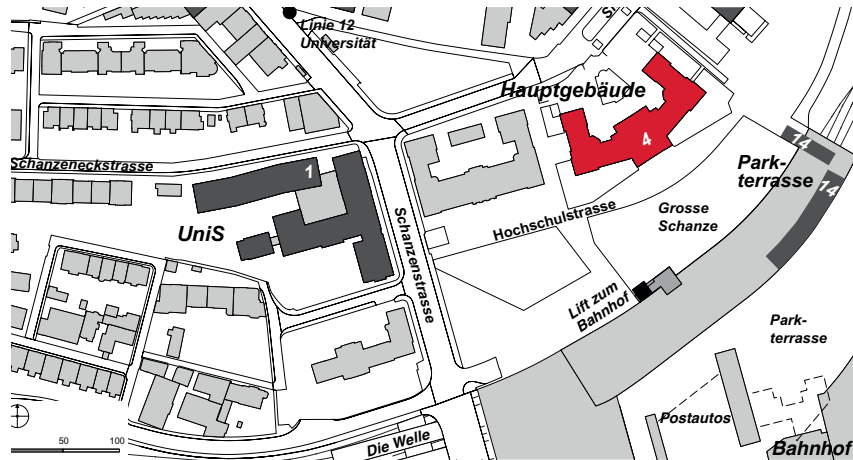 Linie 12
Universität
Hauptgebäude
4
14
Park-
terrasse
14
Schanzeneckstrasse
1
UniS
Schanzenstrasse
Hochschulstrasse
Grosse
Schanze
Lift zum
Bahnhof
Park-
terrasse
Postautos
Die Welle
Bahnhof
50
100